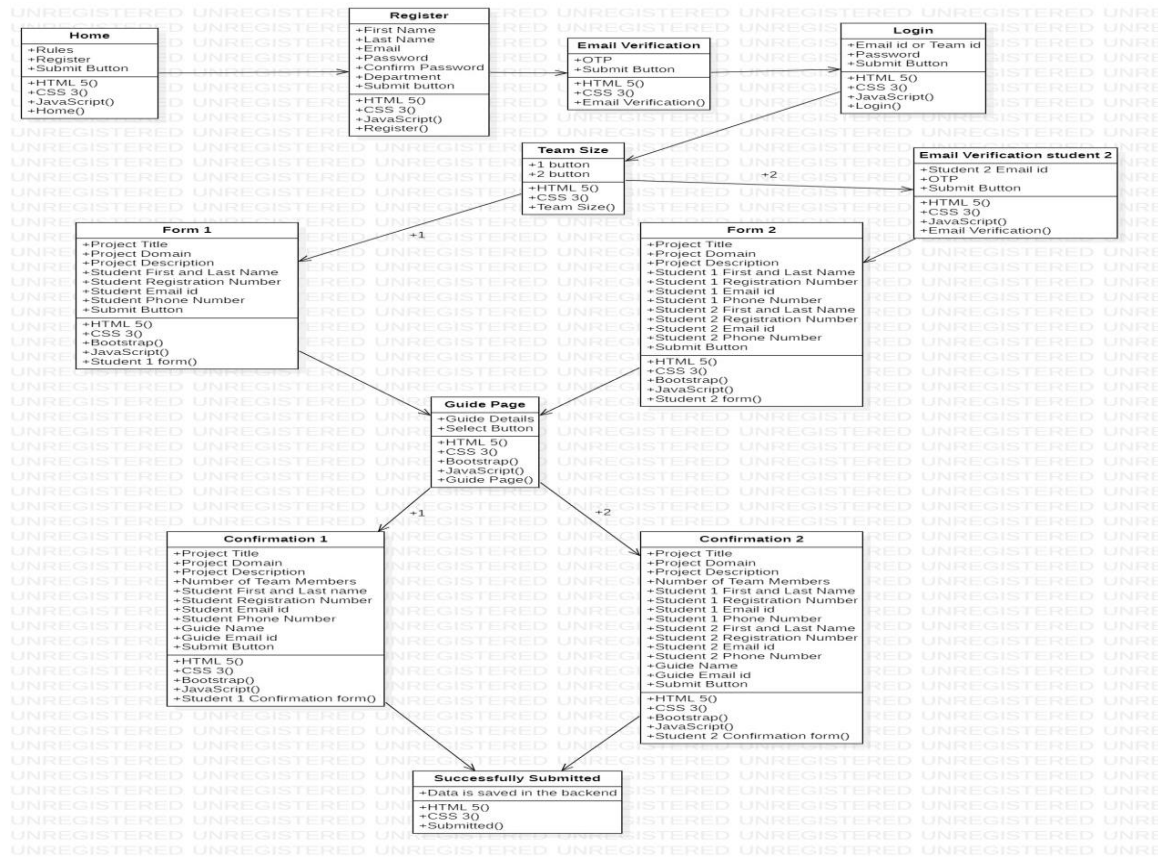 Home
+Rules
+Register
+Submit Button
+HTML 5()
+CSS 3()
+JavaScript()
+Home()
Register
+First Name
+Last Name
+Email
+Password
+Confirm Password
+Department
+Submit button
+HTML 5()
+CSS 3()
+JavaScript()
+Register()
Email Verification
+OTP
+Submit Button
+HTML 5()
+CSS 3()
+Email Verification()
Login
+Email id or Team id
+Password
+Submit Button
+HTML 5()
+CSS 3()
+JavaScript()
+Login()
Team Size
+1 button
+2 button
+HTML 5()
+CSS 3()
+Team Size()
+2
Email Verification student 2
+Student 2 Email id
+OTP
+Submit Button
+HTML 5()
+CSS 3()
+JavaScript()
+Email Verification()
+1
Form 1
+Project Title
+Project Domain
+Project Description
+Student First and Last Name
+Student Registration Number
+Student Email id
+Student Phone Number
+Submit Button
+HTML 5()
+CSS 3()
+Bootstrap()
+JavaScript()
+Student 1 form()
Form 2
+Project Title
+Project Domain
+Project Description
+Student 1 First and Last Name
+Student 1 Registration Number
+Student 1 Email id
+Student 1 Phone Number
+Student 2 First and Last Name
+Student 2 Registration Number
+Student 2 Email id
+Student 2 Phone Number
+Submit Button
+HTML 5()
+CSS 3()
+Bootstrap()
+JavaScript()
+Student 2 form()
Guide Page
+Guide Details
+Select Button
+HTML 5()
+CSS 3()
+Bootstrap()
+JavaScript()
+Guide Page()
+1
+2
Confirmation 1
+Project Title
+Project Domain
+Project Description
+Number of Team Members
+Student First and Last name
+Student Registration Number
+Student Email id
+Student Phone Number
+Guide Name
+Guide Email id
+Submit Button
+HTML 5()
+CSS 3()
+Bootstrap()
+JavaScript()
+Student 1 Confirmation form()
Confirmation 2
+Project Title
+Project Domain
+Project Description
+Number of Team Members
+Student 1 First and Last Name
+Student 1 Registration Number
+Student 1 Email id
+Student 1 Phone Number
+Student 2 First and Last Name
+Student 2 Registration Number
+Student 2 Email id
+Student 2 Phone Number
+Guide Name
+Guide Email id
+Submit Button
+HTML 5()
+CSS 3()
+Bootstrap()
+JavaScript()
+Student 2 Confirmation form()
Successfully Submitted
+Data is saved in the backend
+HTML 5()
+CSS 3()
+Submitted()